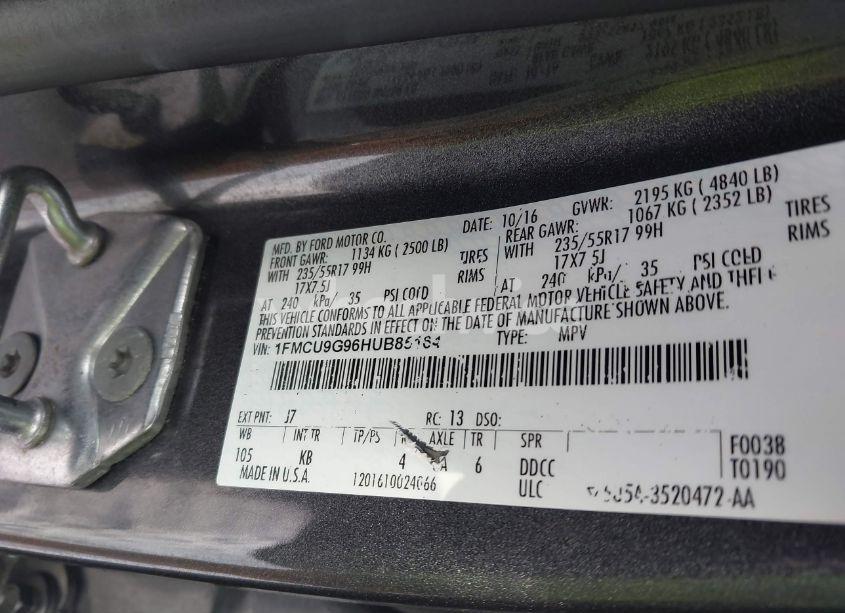 MFD. BY FORD MOTOR CO.
DATE: 10/16
GVWR: 2195 KG ( 4840 LB)
FRONT GAWR: 1134 KG ( 2500 LB)
REAR GAWR: 1067 KG ( 2352 LB)
WITH 235/55R17 99H TIRES
WITH 235/55R17 99H TIRES
17X7.5J RIMS
17X7.5J RIMS
AT 240 kPa/ 35 PSI COLD
AT 240 kPa/ 35 PSI COLD
THIS VEHICLE CONFORMS TO ALL APPLICABLE FEDERAL MOTOR VEHICLE SAFETY AND THEFT
PREVENTION STANDARDS IN EFFECT ON THE DATE OF MANUFACTURE SHOWN ABOVE.
VIN: 1FMCU9G96HUB85184
TYPE: MPV
EXT PNT: J7 RC: 13 DSO:
WB INT TR TP/PS R AXLE TR SPR
105 KB 4 6 DDCC
F0038
T0190
MADE IN U.S.A. 1201610024066 ULC